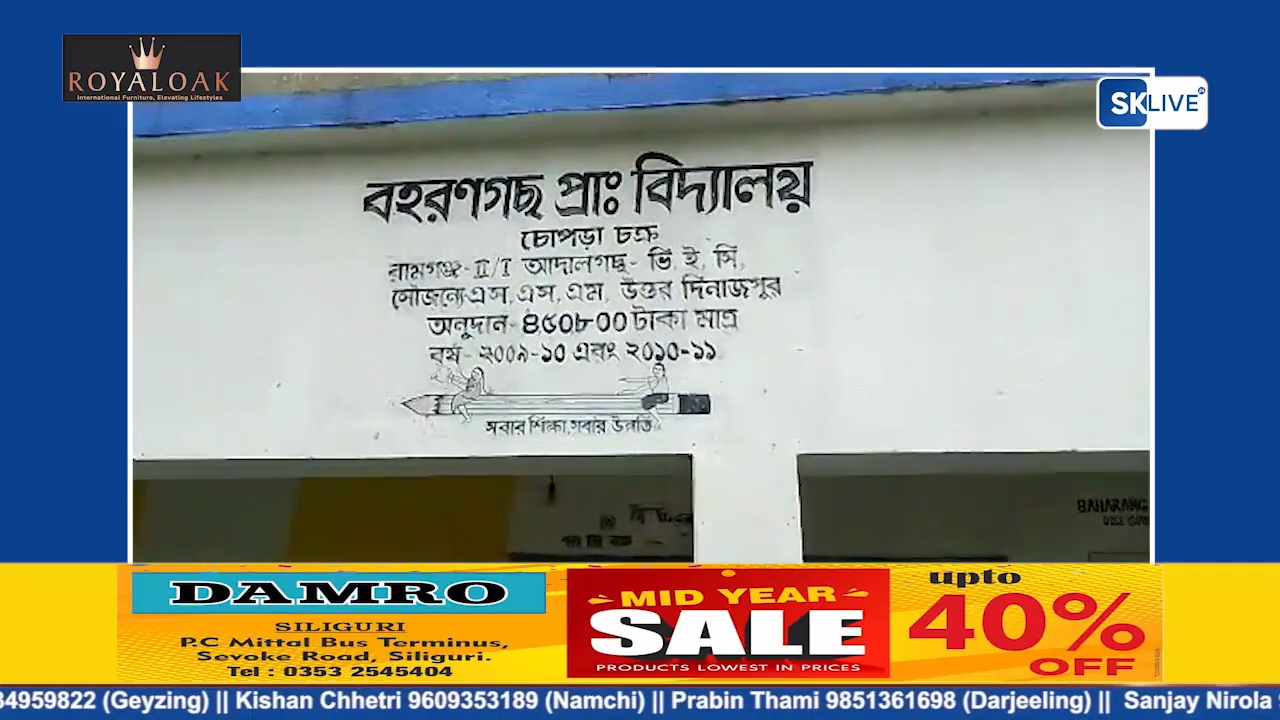 ROYALOAK
International Furniture, Elevating Lifestyles
SKLIVE
বহরণগছ প্রাঃ বিদ্যালয়
চোপড়া চক্র
রামগঞ্জ-II/I আদালগছ- ভি, ই, সি,
সৌজন্যে এস, এস, এম, উত্তর দিনাজপুর
অনুদান- ৪৫০৮০০ টাকা মাত্র
বর্ষ- ২০০৯-১০ এবং ২০১০-১১
সবার শিক্ষা, সবার উন্নতি
BAHARANG
DAMRO
SILIGURI
P.C Mittal Bus Terminus,
Sevoke Road, Siliguri.
Tel : 0353 2545404
MID YEAR
SALE
PRODUCTS LOWEST IN PRICES
upto
40%
OFF
34959822 (Geyzing) || Kishan Chhetri 9609353189 (Namchi) || Prabin Thami 9851361698 (Darjeeling) || Sanjay Nirola